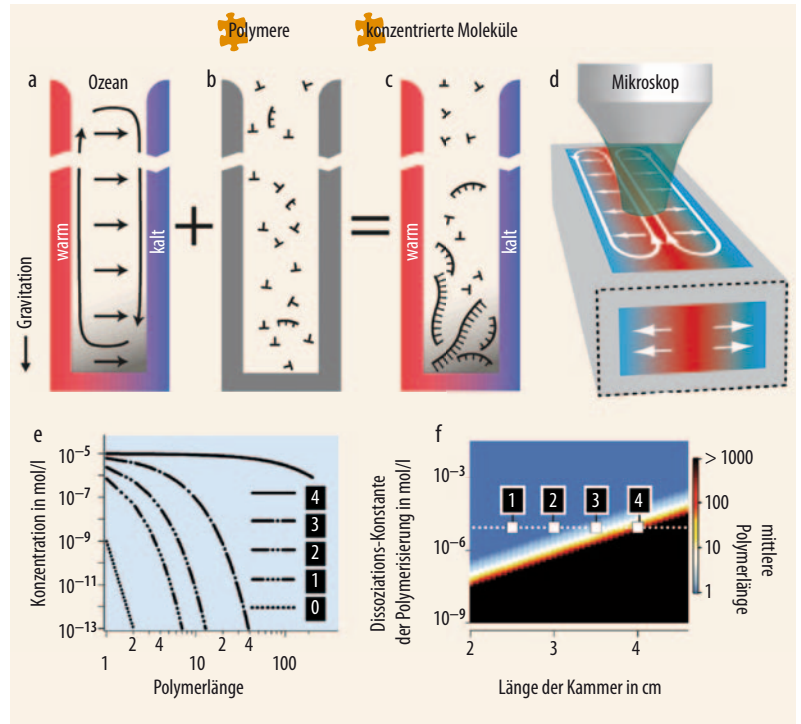 Polymere
konzentrierte Moleküle
a
Ozean
b
c
d
Mikroskop
warm
kalt
+
=
warm
kalt
Gravitation
e
Konzentration in mol/l
10⁻⁵
10⁻⁷
10⁻⁹
10⁻¹¹
10⁻¹³
4
3
2
1
0
2 4 2 4
1 10 100
Polymerlänge
f
Dissoziations-Konstante
der Polymerisierung in mol/l
10⁻³
10⁻⁶
10⁻⁹
1 2 3 4
2 3 4
Länge der Kammer in cm
> 1000
100
10
1
mittlere
Polymerlänge